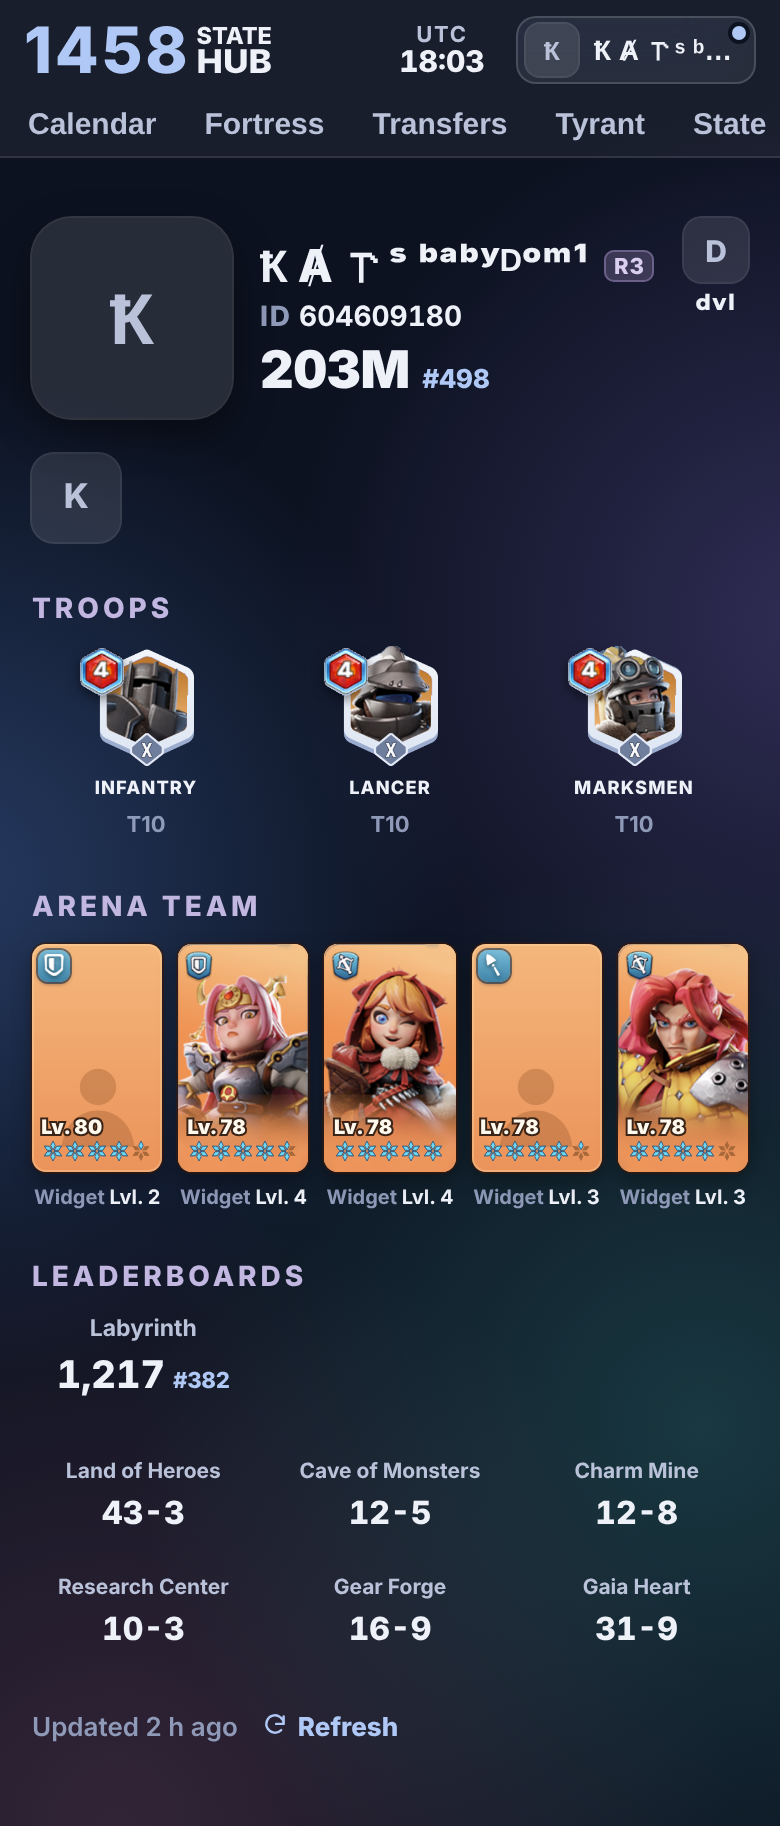 1458 STATE HUB
UTC
18:03
Ҟ
Ҟ Ⱥ Ͳ ˢ ᵇ...
Calendar Fortress Transfers Tyrant State
Ҟ
Ҟ Ⱥ Ͳ ˢ ᵇᵃᵇʸDᵒᵐ¹ R3
D
dvl
ID 604609180
203M #498
K
TROOPS
4 4 4
X X X
INFANTRY LANCER MARKSMEN
T10 T10 T10
ARENA TEAM
Lv. 80 Lv. 78 Lv. 78 Lv. 78 Lv. 78
Widget Lvl. 2 Widget Lvl. 4 Widget Lvl. 4 Widget Lvl. 3 Widget Lvl. 3
LEADERBOARDS
Labyrinth
1,217 #382
Land of Heroes Cave of Monsters Charm Mine
43-3 12-5 12-8
Research Center Gear Forge Gaia Heart
10-3 16-9 31-9
Updated 2 h ago Refresh